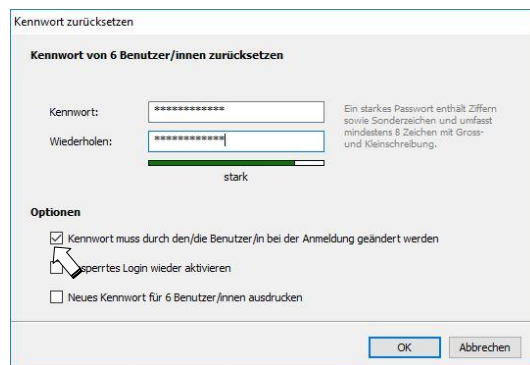 Kennwort zurücksetzen
Kennwort von 6 Benutzer/innen zurücksetzen
Kennwort:
************
Ein starkes Passwort enthält Ziffern
sowie Sonderzeichen und umfasst
mindestens 8 Zeichen mit Gross-
und Kleinschreibung.
Wiederholen:
************
stark
Optionen
Kennwort muss durch den/die Benutzer/in bei der Anmeldung geändert werden
Login wieder aktivieren
Neues Kennwort für 6 Benutzer/innen ausdrucken
OK
Abbrechen